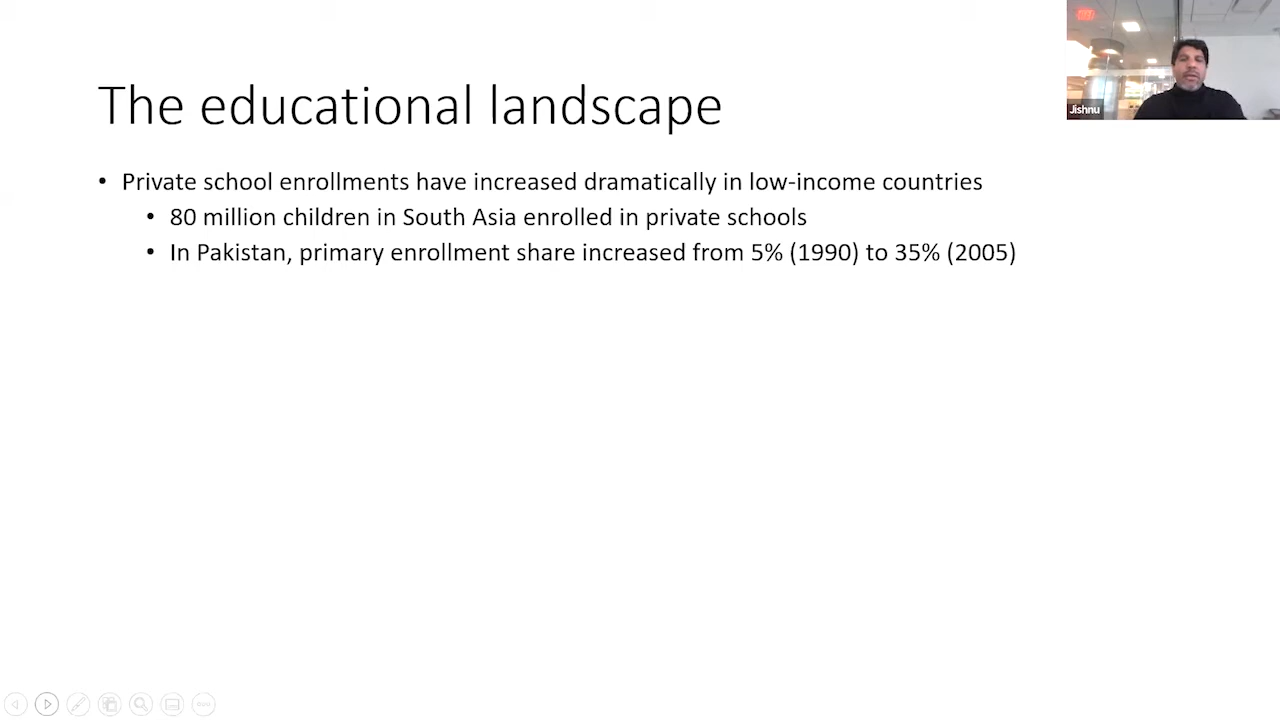 The educational landscape
• Private school enrollments have increased dramatically in low-income countries
• 80 million children in South Asia enrolled in private schools
• In Pakistan, primary enrollment share increased from 5% (1990) to 35% (2005)
Jishnu